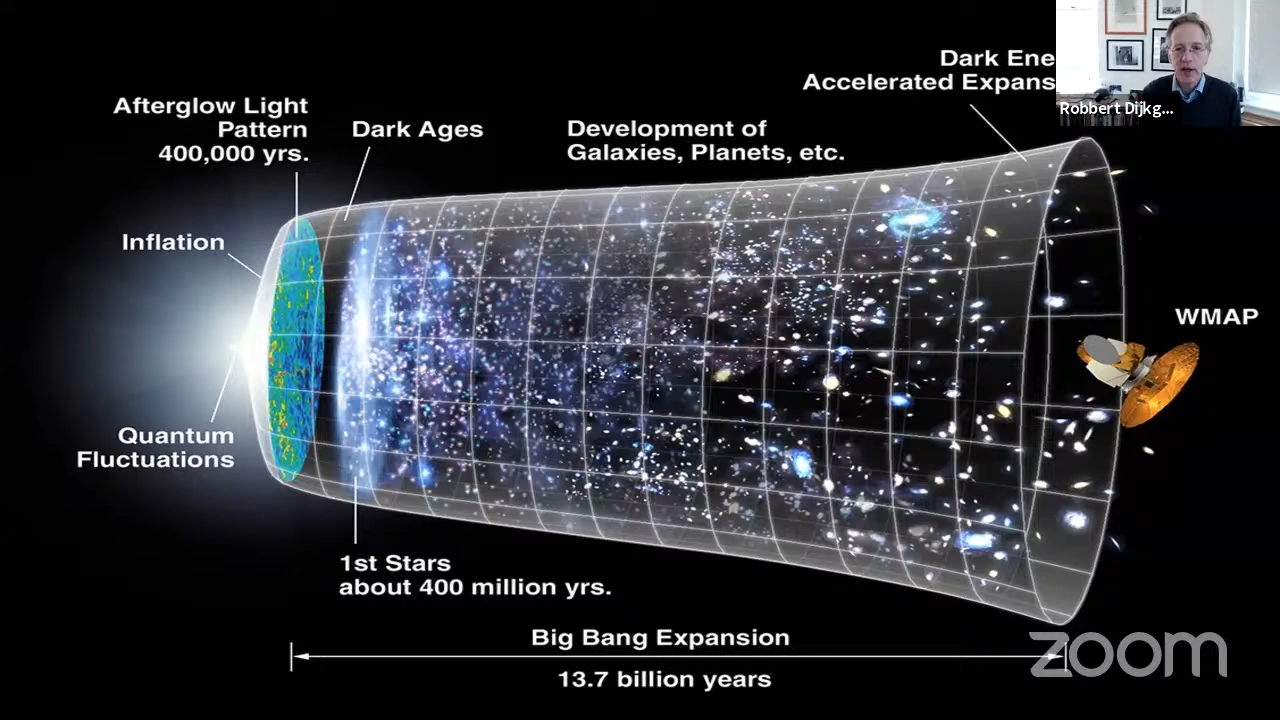 Dark Ene
Accelerated Expans
Robbert Dijkg...
Afterglow Light
Pattern
400,000 yrs.
Dark Ages
Development of
Galaxies, Planets, etc.
Inflation
WMAP
Quantum
Fluctuations
1st Stars
about 400 million yrs.
Big Bang Expansion
13.7 billion years
zoom